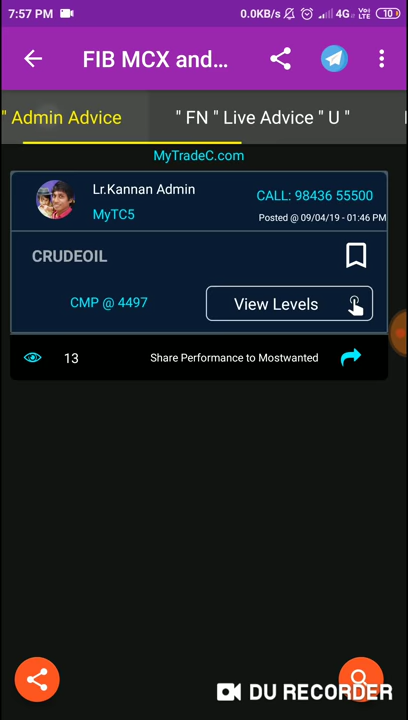 7:57 PM
0.0KB/s 4G VoLTE 10
FIB MCX and...
" Admin Advice
" FN " Live Advice " U "
MyTradeC.com
Lr.Kannan Admin
CALL: 98436 55500
MyTC5
Posted @ 09/04/19 - 01:46 PM
CRUDEOIL
CMP @ 4497
View Levels
13
Share Performance to Mostwanted
DU RECORDER